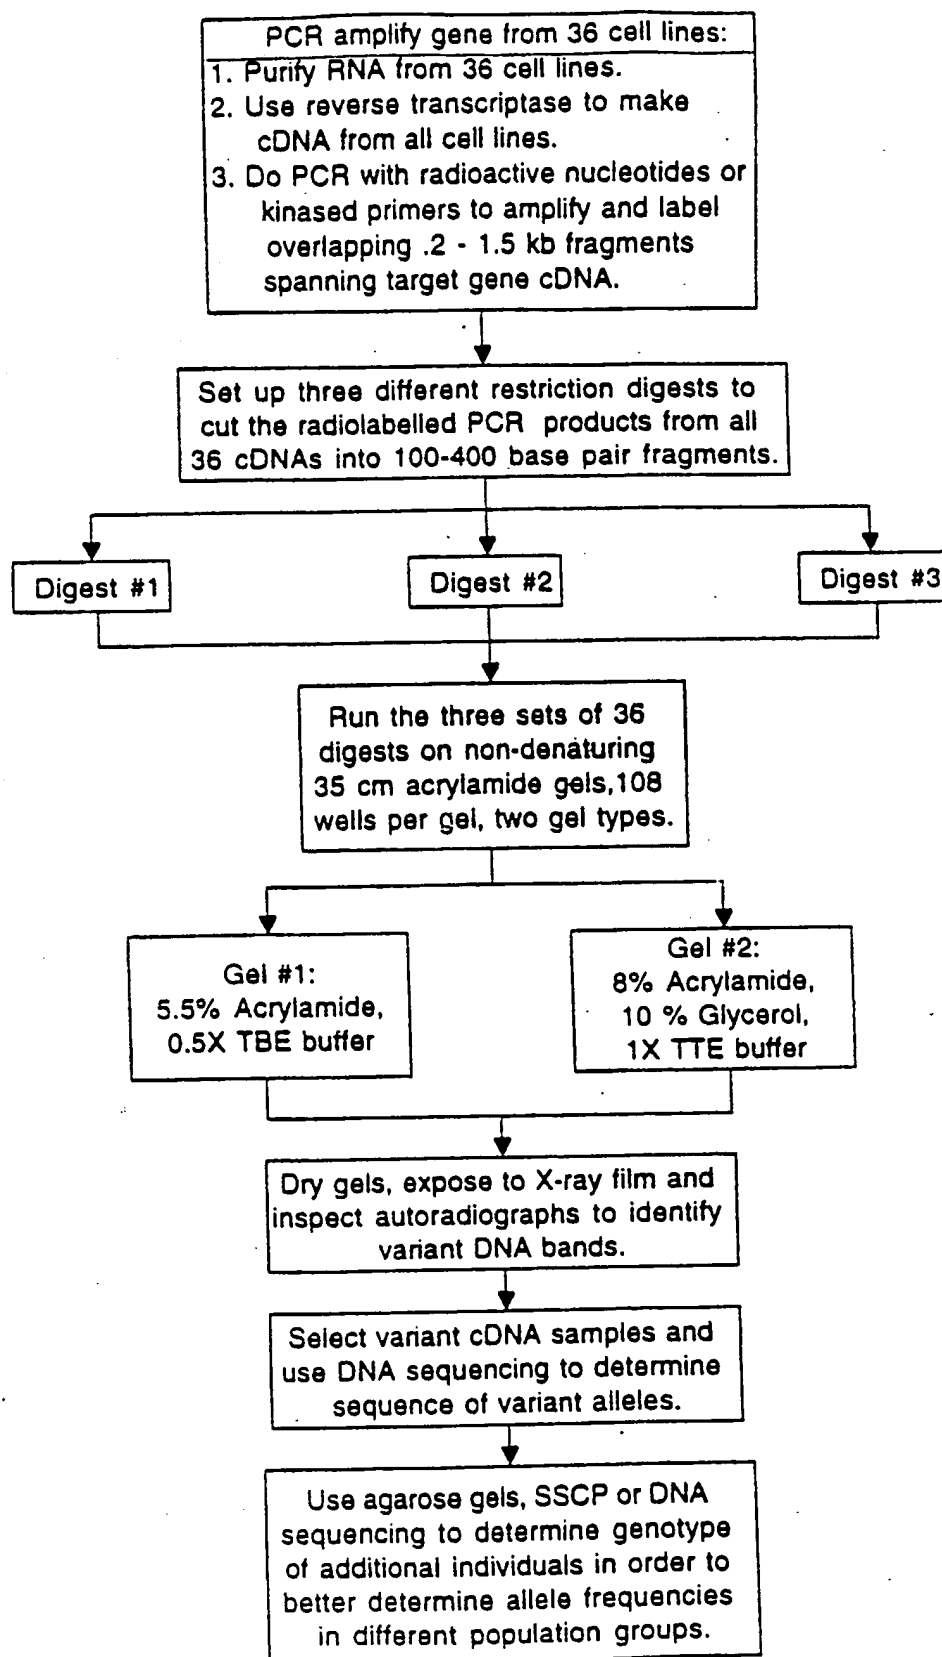 PCR amplify gene from 36 cell lines:
1. Purify RNA from 36 cell lines.
2. Use reverse transcriptase to make
cDNA from all cell lines.
3. Do PCR with radioactive nucleotides or
kinased primers to amplify and label
overlapping .2 - 1.5 kb fragments
spanning target gene cDNA.
Set up three different restriction digests to
cut the radiolabelled PCR products from all
36 cDNAs into 100-400 base pair fragments.
Digest #1
Digest #2
Digest #3
Run the three sets of 36
digests on non-denaturing
35 cm acrylamide gels,108
wells per gel, two gel types.
Gel #1:
5.5% Acrylamide,
0.5X TBE buffer
Gel #2:
8% Acrylamide,
10 % Glycerol,
1X TTE buffer
Dry gels, expose to X-ray film and
inspect autoradiographs to identify
variant DNA bands.
Select variant cDNA samples and
use DNA sequencing to determine
sequence of variant alleles.
Use agarose gels, SSCP or DNA
sequencing to determine genotype
of additional individuals in order to
better determine allele frequencies
in different population groups.